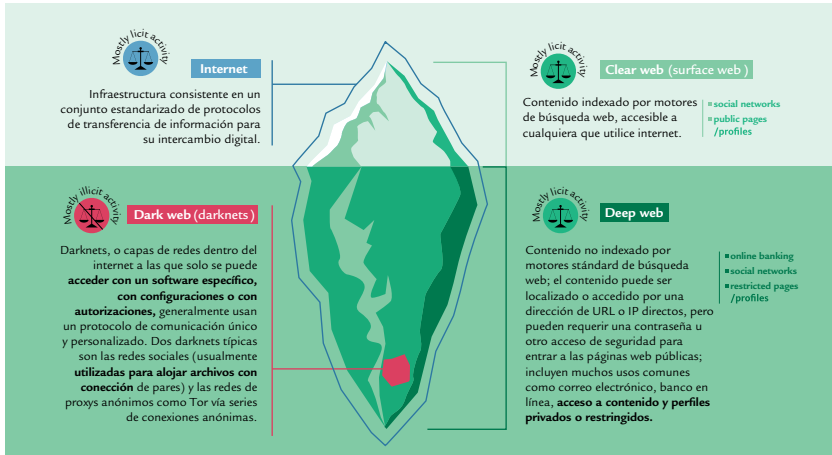 Mostly licit activity
Internet
Infraestructura consistente en un
conjunto estandarizado de protocolos
de transferencia de información para
su intercambio digital.
Mostly licit activity
Clear web (surface web )
Contenido indexado por motores
de búsqueda web, accesible a
cualquiera que utilice internet.
social networks
public pages
/profiles
Mostly illicit activity
Dark web (darknets )
Darknets, o capas de redes dentro del
internet a las que solo se puede
acceder con un software específico,
con configuraciones o con
autorizaciones, generalmente usan
un protocolo de comunicación único
y personalizado. Dos darknets típicas
son las redes sociales (usualmente
utilizadas para alojar archivos con
conección de pares) y las redes de
proxys anónimos como Tor vía series
de conexiones anónimas.
Mostly licit activity
Deep web
Contenido no indexado por
motores stándard de búsqueda
web; el contenido puede ser
localizado o accedido por una
dirección de URL o IP directos, pero
pueden requerir una contraseña u
otro acceso de seguridad para
entrar a las páginas web públicas;
incluyen muchos usos comunes
como correo electrónico, banco en
línea, acceso a contenido y perfiles
privados o restringidos.
online banking
social networks
restricted pages
/profiles